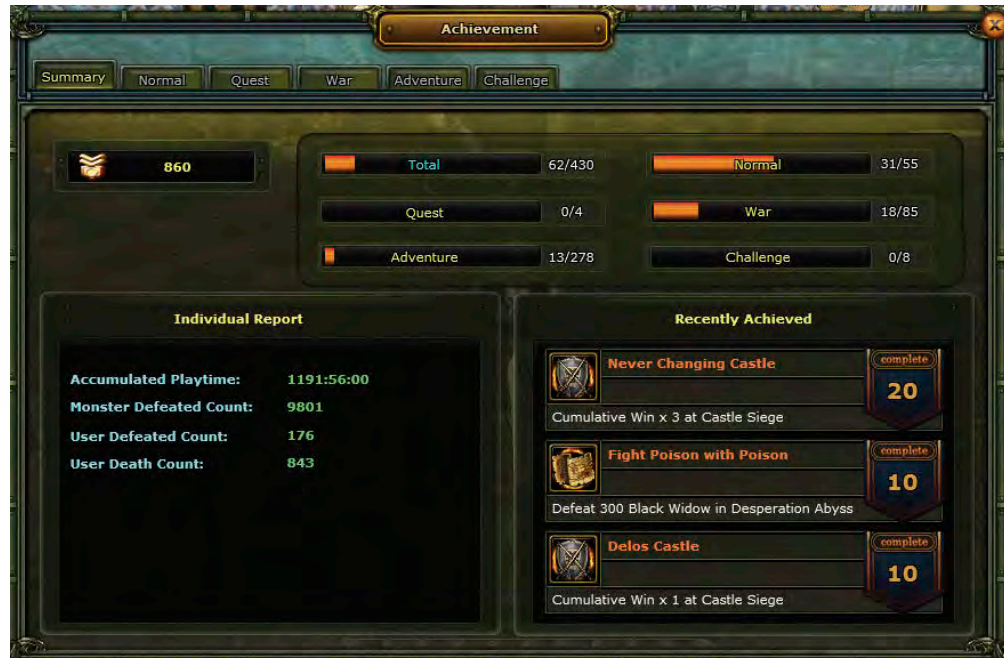 Achievement
Summary Normal Quest War Adventure Challenge
860
Total 62/430 Normal 31/55
Quest 0/4 War 18/85
Adventure 13/278 Challenge 0/8
Individual Report
Accumulated Playtime: 1191:56:00
Monster Defeated Count: 9801
User Defeated Count: 176
User Death Count: 843
Recently Achieved
Never Changing Castle
complete
20
Cumulative Win x 3 at Castle Siege
Fight Poison with Poison
complete
10
Defeat 300 Black Widow in Desperation Abyss
Delos Castle
complete
10
Cumulative Win x 1 at Castle Siege